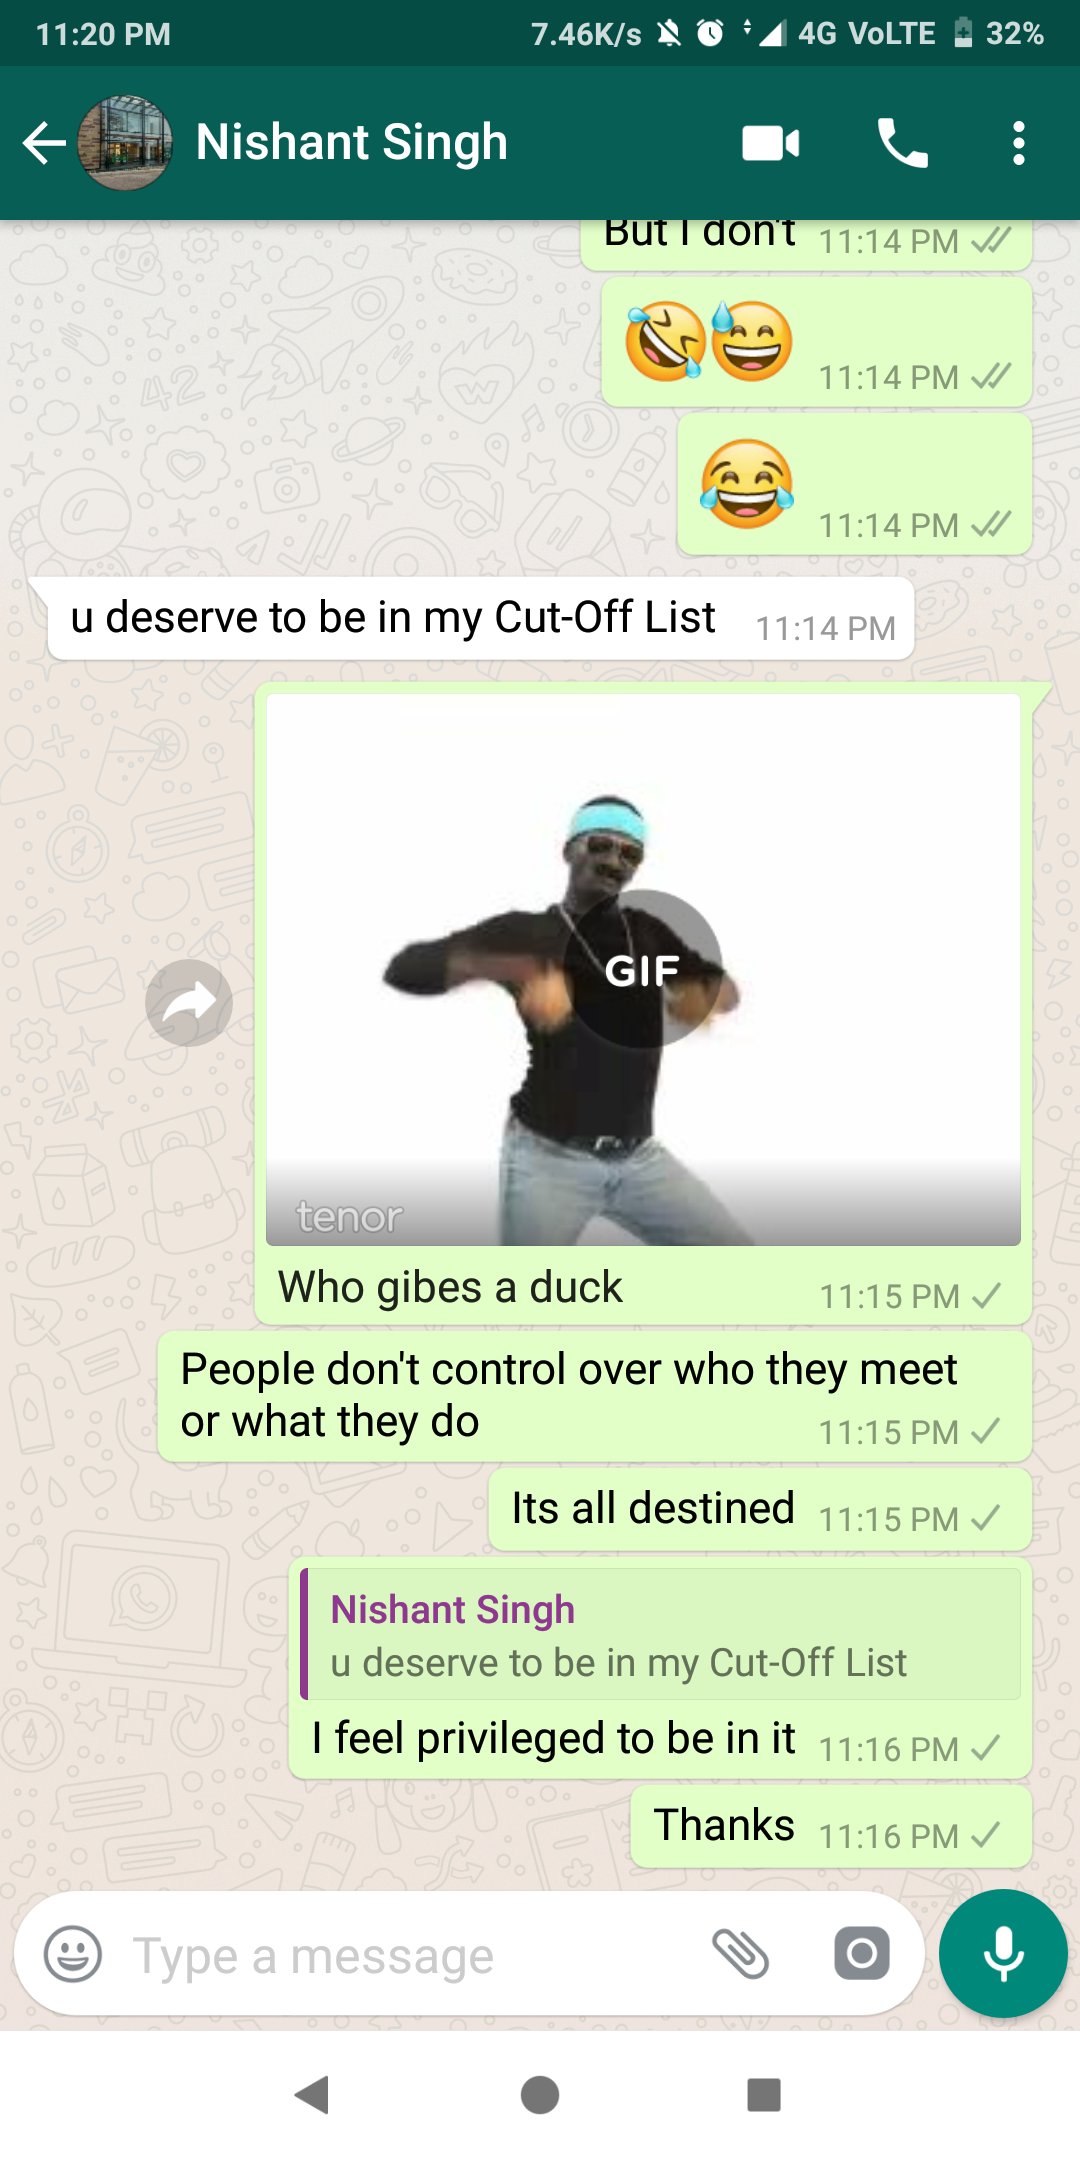 11:20 PM 7.46K/s 4G VoLTE 32%
Nishant Singh
But I don't 11:14 PM
11:14 PM
11:14 PM
u deserve to be in my Cut-Off List 11:14 PM
GIF
tenor
Who gibes a duck 11:15 PM
People don't control over who they meet
or what they do 11:15 PM
Its all destined 11:15 PM
Nishant Singh
u deserve to be in my Cut-Off List
I feel privileged to be in it 11:16 PM
Thanks 11:16 PM
Type a message